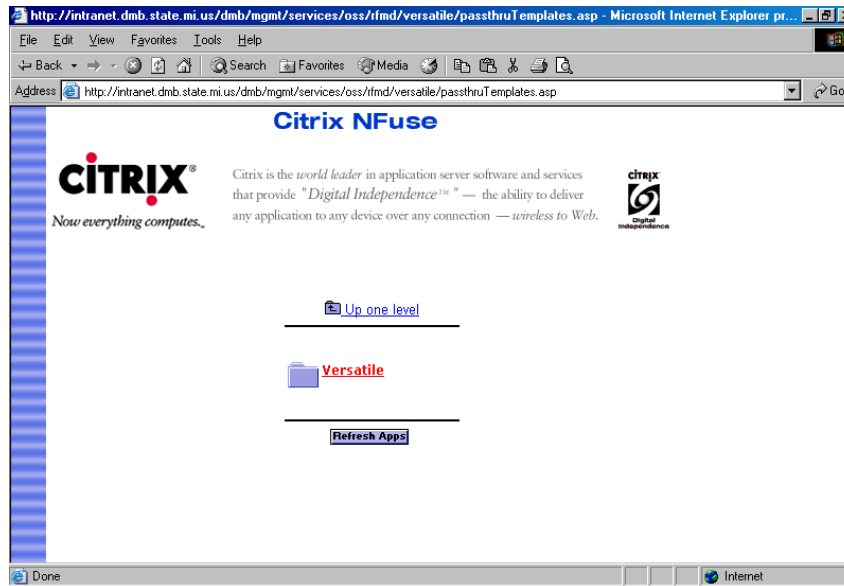 http://intranet.dmb.state.mi.us/dmb/mgmt/services/oss/rfmd/versatile/passthruTemplates.asp - Microsoft Internet Explorer pr...
File Edit View Favorites Tools Help
Back Search Favorites Media
Address http://intranet.dmb.state.mi.us/dmb/mgmt/services/oss/rfmd/versatile/passthruTemplates.asp Go
Citrix NFuse
CITRIX®
Now everything computes.™
Citrix is the world leader in application server software and services
that provide "Digital Independence™" — the ability to deliver
any application to any device over any connection — wireless to Web.
CITRIX
Digital
Independence
Up one level
Versatile
Refresh Apps
Done Internet